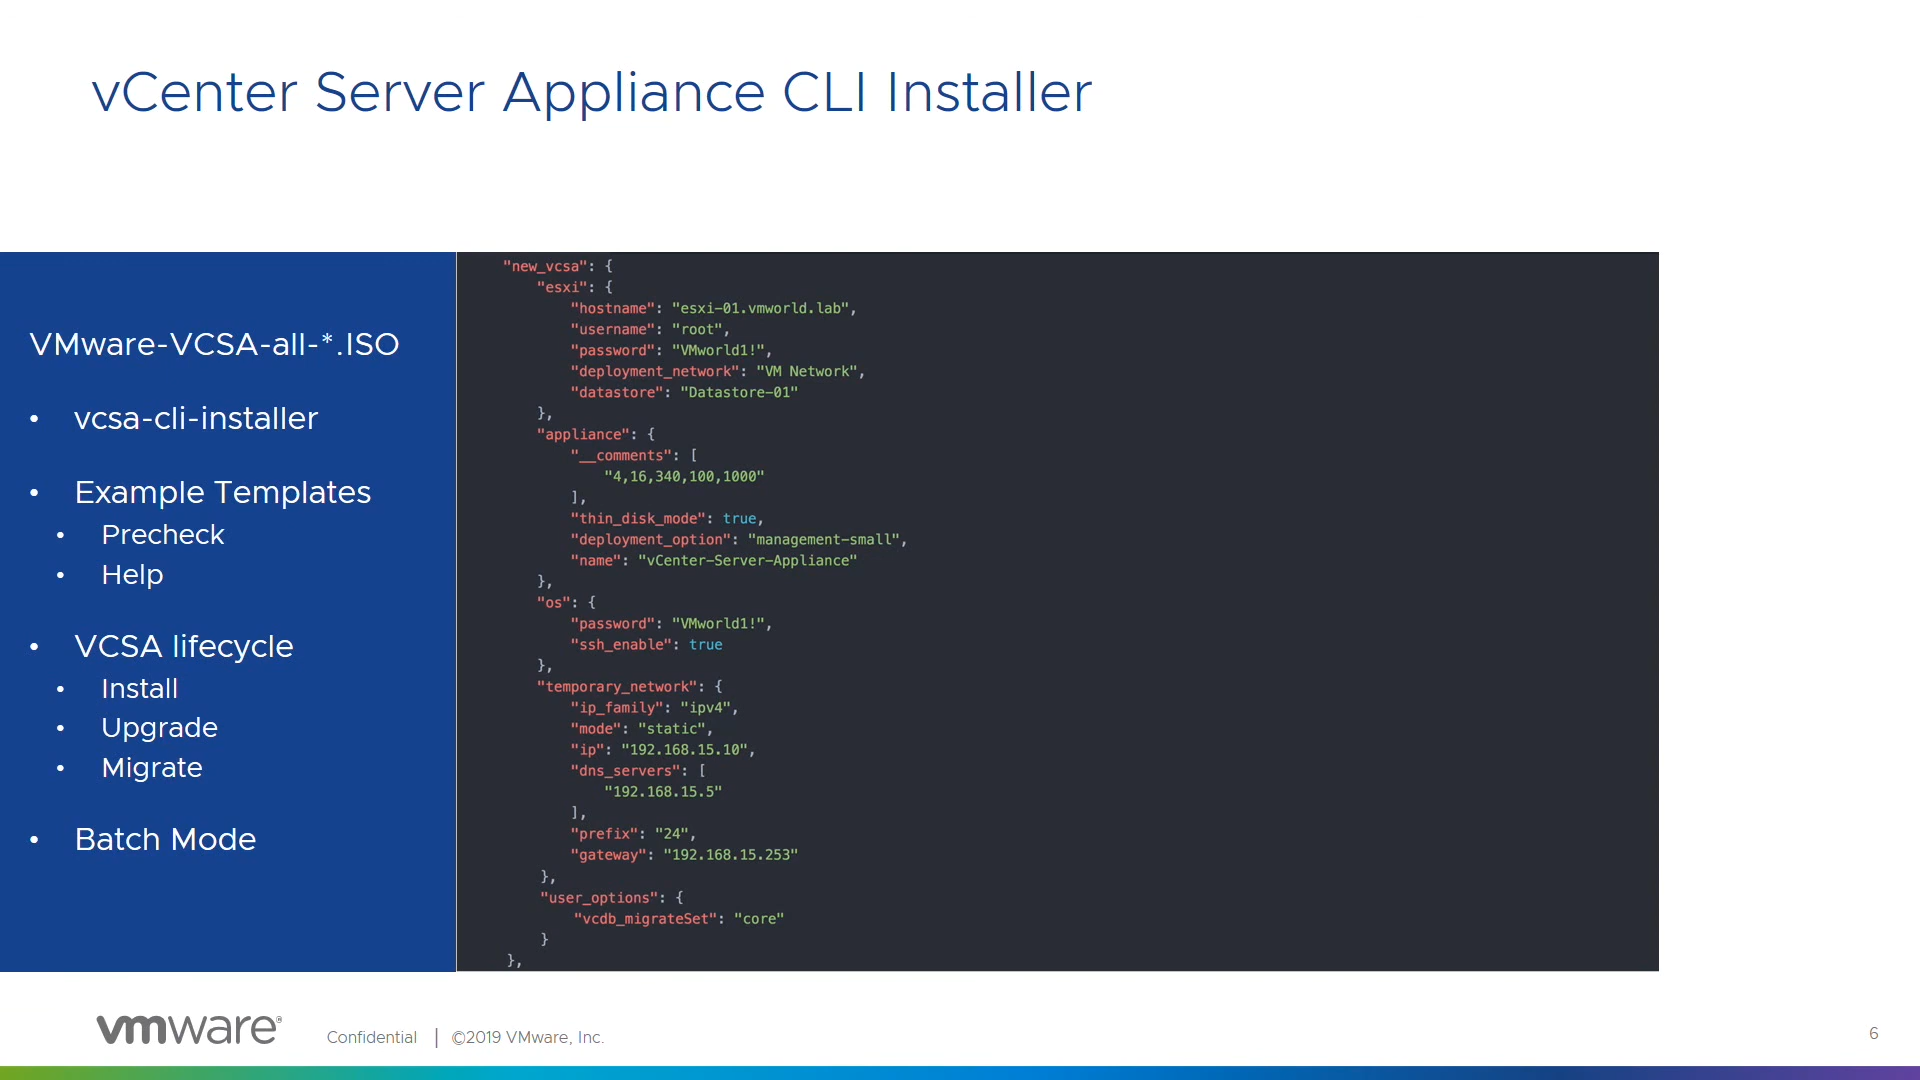 vCenter Server Appliance CLI Installer
VMware-VCSA-all-*.ISO
• vcsa-cli-installer
• Example Templates
• Precheck
• Help
• VCSA lifecycle
• Install
• Upgrade
• Migrate
• Batch Mode
"new_vcsa": {
"esxi": {
"hostname": "esxi-01.vmworld.lab",
"username": "root",
"password": "VMworld1!",
"deployment_network": "VM Network",
"datastore": "Datastore-01"
},
"appliance": {
"__comments": [
"4,16,340,100,1000"
],
"thin_disk_mode": true,
"deployment_option": "management-small",
"name": "vCenter-Server-Appliance"
},
"os": {
"password": "VMworld1!",
"ssh_enable": true
},
"temporary_network": {
"ip_family": "ipv4",
"mode": "static",
"ip": "192.168.15.10",
"dns_servers": [
"192.168.15.5"
],
"prefix": "24",
"gateway": "192.168.15.253"
},
"user_options": {
"vcdb_migrateSet": "core"
}
},
vmware®
Confidential | ©2019 VMware, Inc.
6